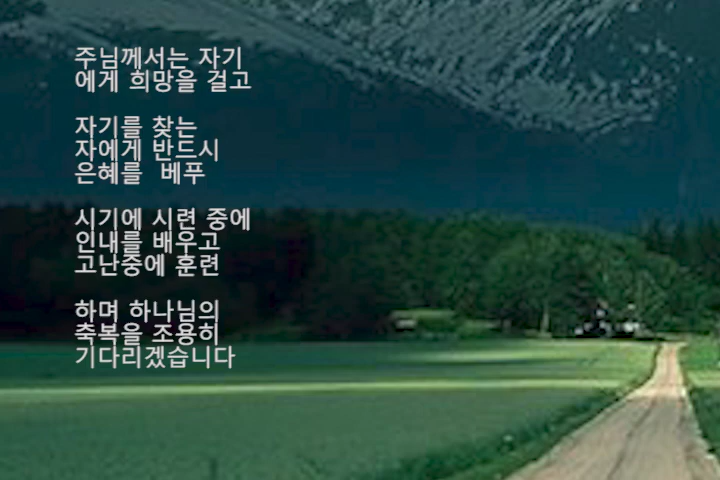 주님께서는 자기
에게 희망을 걸고
자기를 찾는
자에게 반드시
은혜를 베푸
시기에 시련 중에
인내를 배우고
고난중에 훈련
하며 하나님의
축복을 조용히
기다리겠습니다